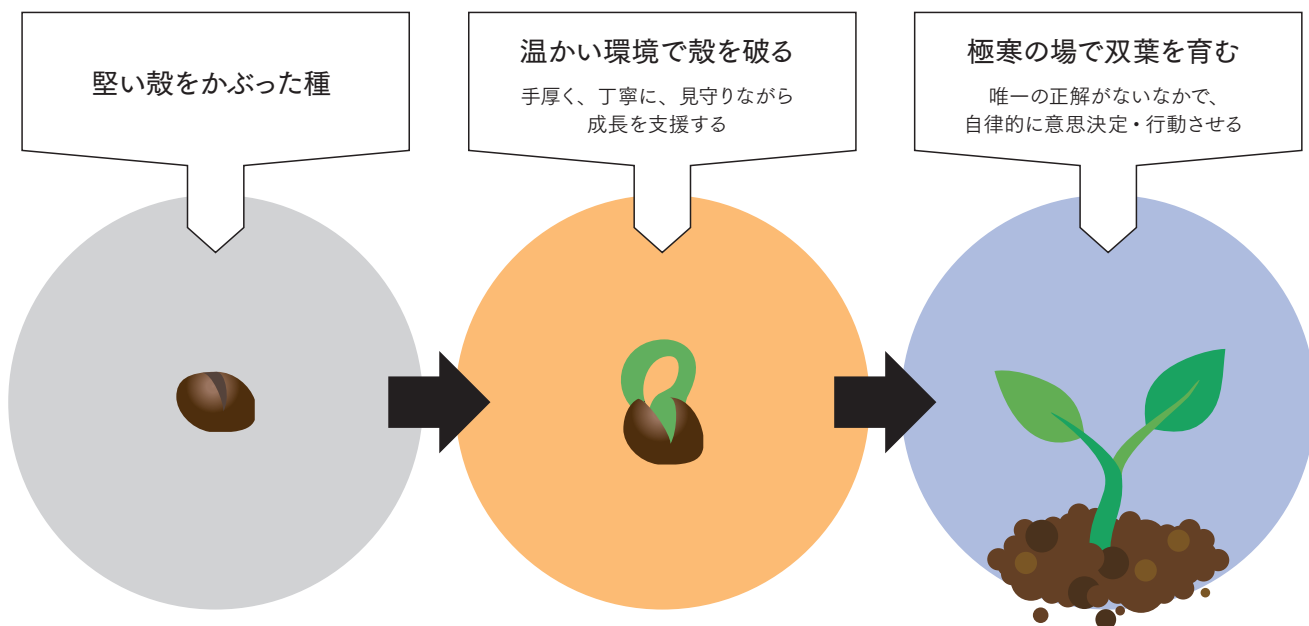 堅い殻をかぶった種
温かい環境で殻を破る
手厚く、丁寧に、見守りながら
成長を支援する
極寒の場で双葉を育む
唯一の正解がないなかで、
自律的に意思決定・行動させる